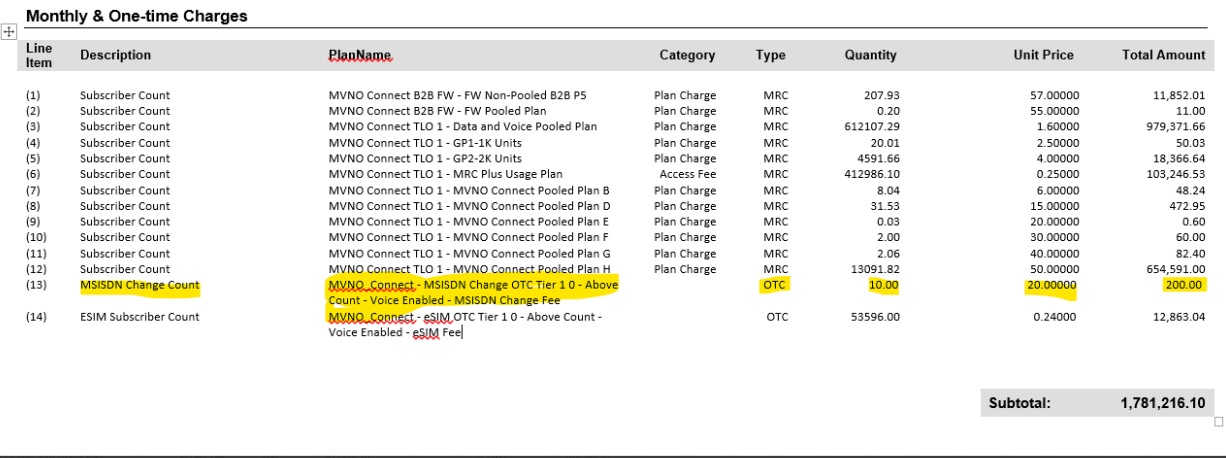 Monthly & One-time Charges
Line Item Description PlanName Category Type Quantity Unit Price Total Amount
(1) Subscriber Count MVNO Connect B2B FW - FW Non-Pooled B2B P5 Plan Charge MRC 207.93 57.00000 11,852.01
(2) Subscriber Count MVNO Connect B2B FW - FW Pooled Plan Plan Charge MRC 0.20 55.00000 11.00
(3) Subscriber Count MVNO Connect TLO 1 - Data and Voice Pooled Plan Plan Charge MRC 612107.29 1.60000 979,371.66
(4) Subscriber Count MVNO Connect TLO 1 - GP1-1K Units Plan Charge MRC 20.01 2.50000 50.03
(5) Subscriber Count MVNO Connect TLO 1 - GP2-2K Units Plan Charge MRC 4591.66 4.00000 18,366.64
(6) Subscriber Count MVNO Connect TLO 1 - MRC Plus Usage Plan Access Fee MRC 412986.10 0.25000 103,246.53
(7) Subscriber Count MVNO Connect TLO 1 - MVNO Connect Pooled Plan B Plan Charge MRC 8.04 6.00000 48.24
(8) Subscriber Count MVNO Connect TLO 1 - MVNO Connect Pooled Plan D Plan Charge MRC 31.53 15.00000 472.95
(9) Subscriber Count MVNO Connect TLO 1 - MVNO Connect Pooled Plan E Plan Charge MRC 0.03 20.00000 0.60
(10) Subscriber Count MVNO Connect TLO 1 - MVNO Connect Pooled Plan F Plan Charge MRC 2.00 30.00000 60.00
(11) Subscriber Count MVNO Connect TLO 1 - MVNO Connect Pooled Plan G Plan Charge MRC 2.06 40.00000 82.40
(12) Subscriber Count MVNO Connect TLO 1 - MVNO Connect Pooled Plan H Plan Charge MRC 13091.82 50.00000 654,591.00
(13) MSISDN Change Count MVNO_Connect - MSISDN Change OTC Tier 1 0 - Above OTC 10.00 20.00000 200.00
Count - Voice Enabled - MSISDN Change Fee
(14) ESIM Subscriber Count MVNO_Connect - eSIM OTC Tier 1 0 - Above Count - OTC 53596.00 0.24000 12,863.04
Voice Enabled - eSIM Fee
Subtotal: 1,781,216.10